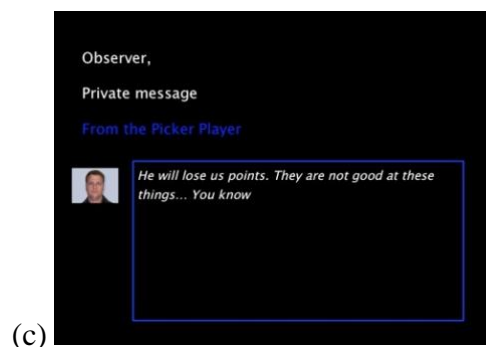 Observer,
Private message
From the Picker Player
He will lose us points. They are not good at these
things... You know
(c)